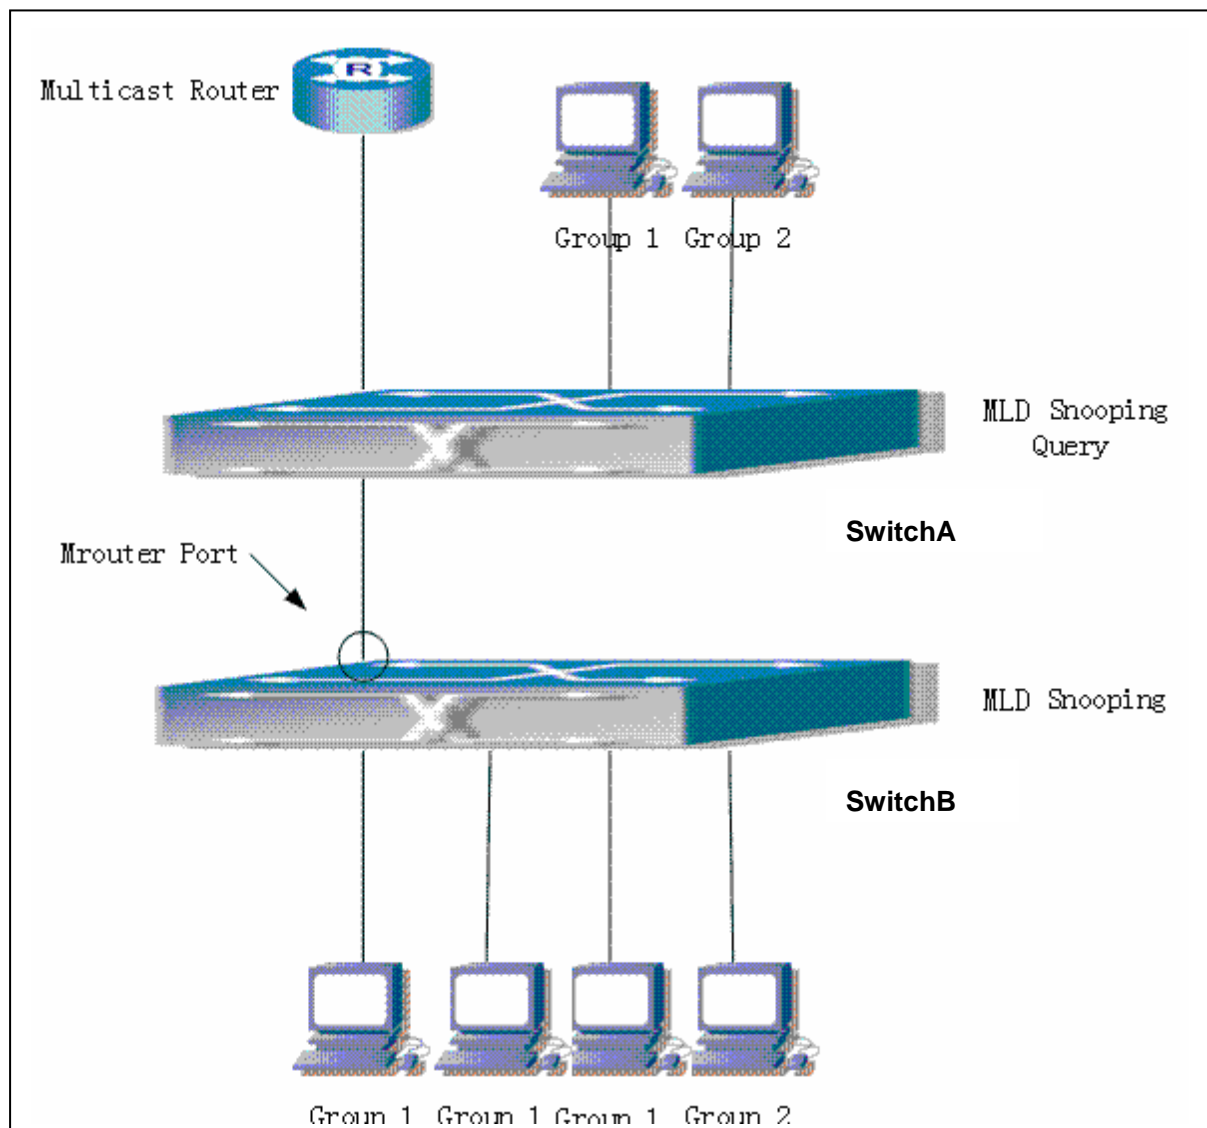 Multicast Router
R
Group 1 Group 2
MLD Snooping
Query
SwitchA
Mrouter Port
MLD Snooping
SwitchB
Group 1 Group 1 Group 1 Group 2